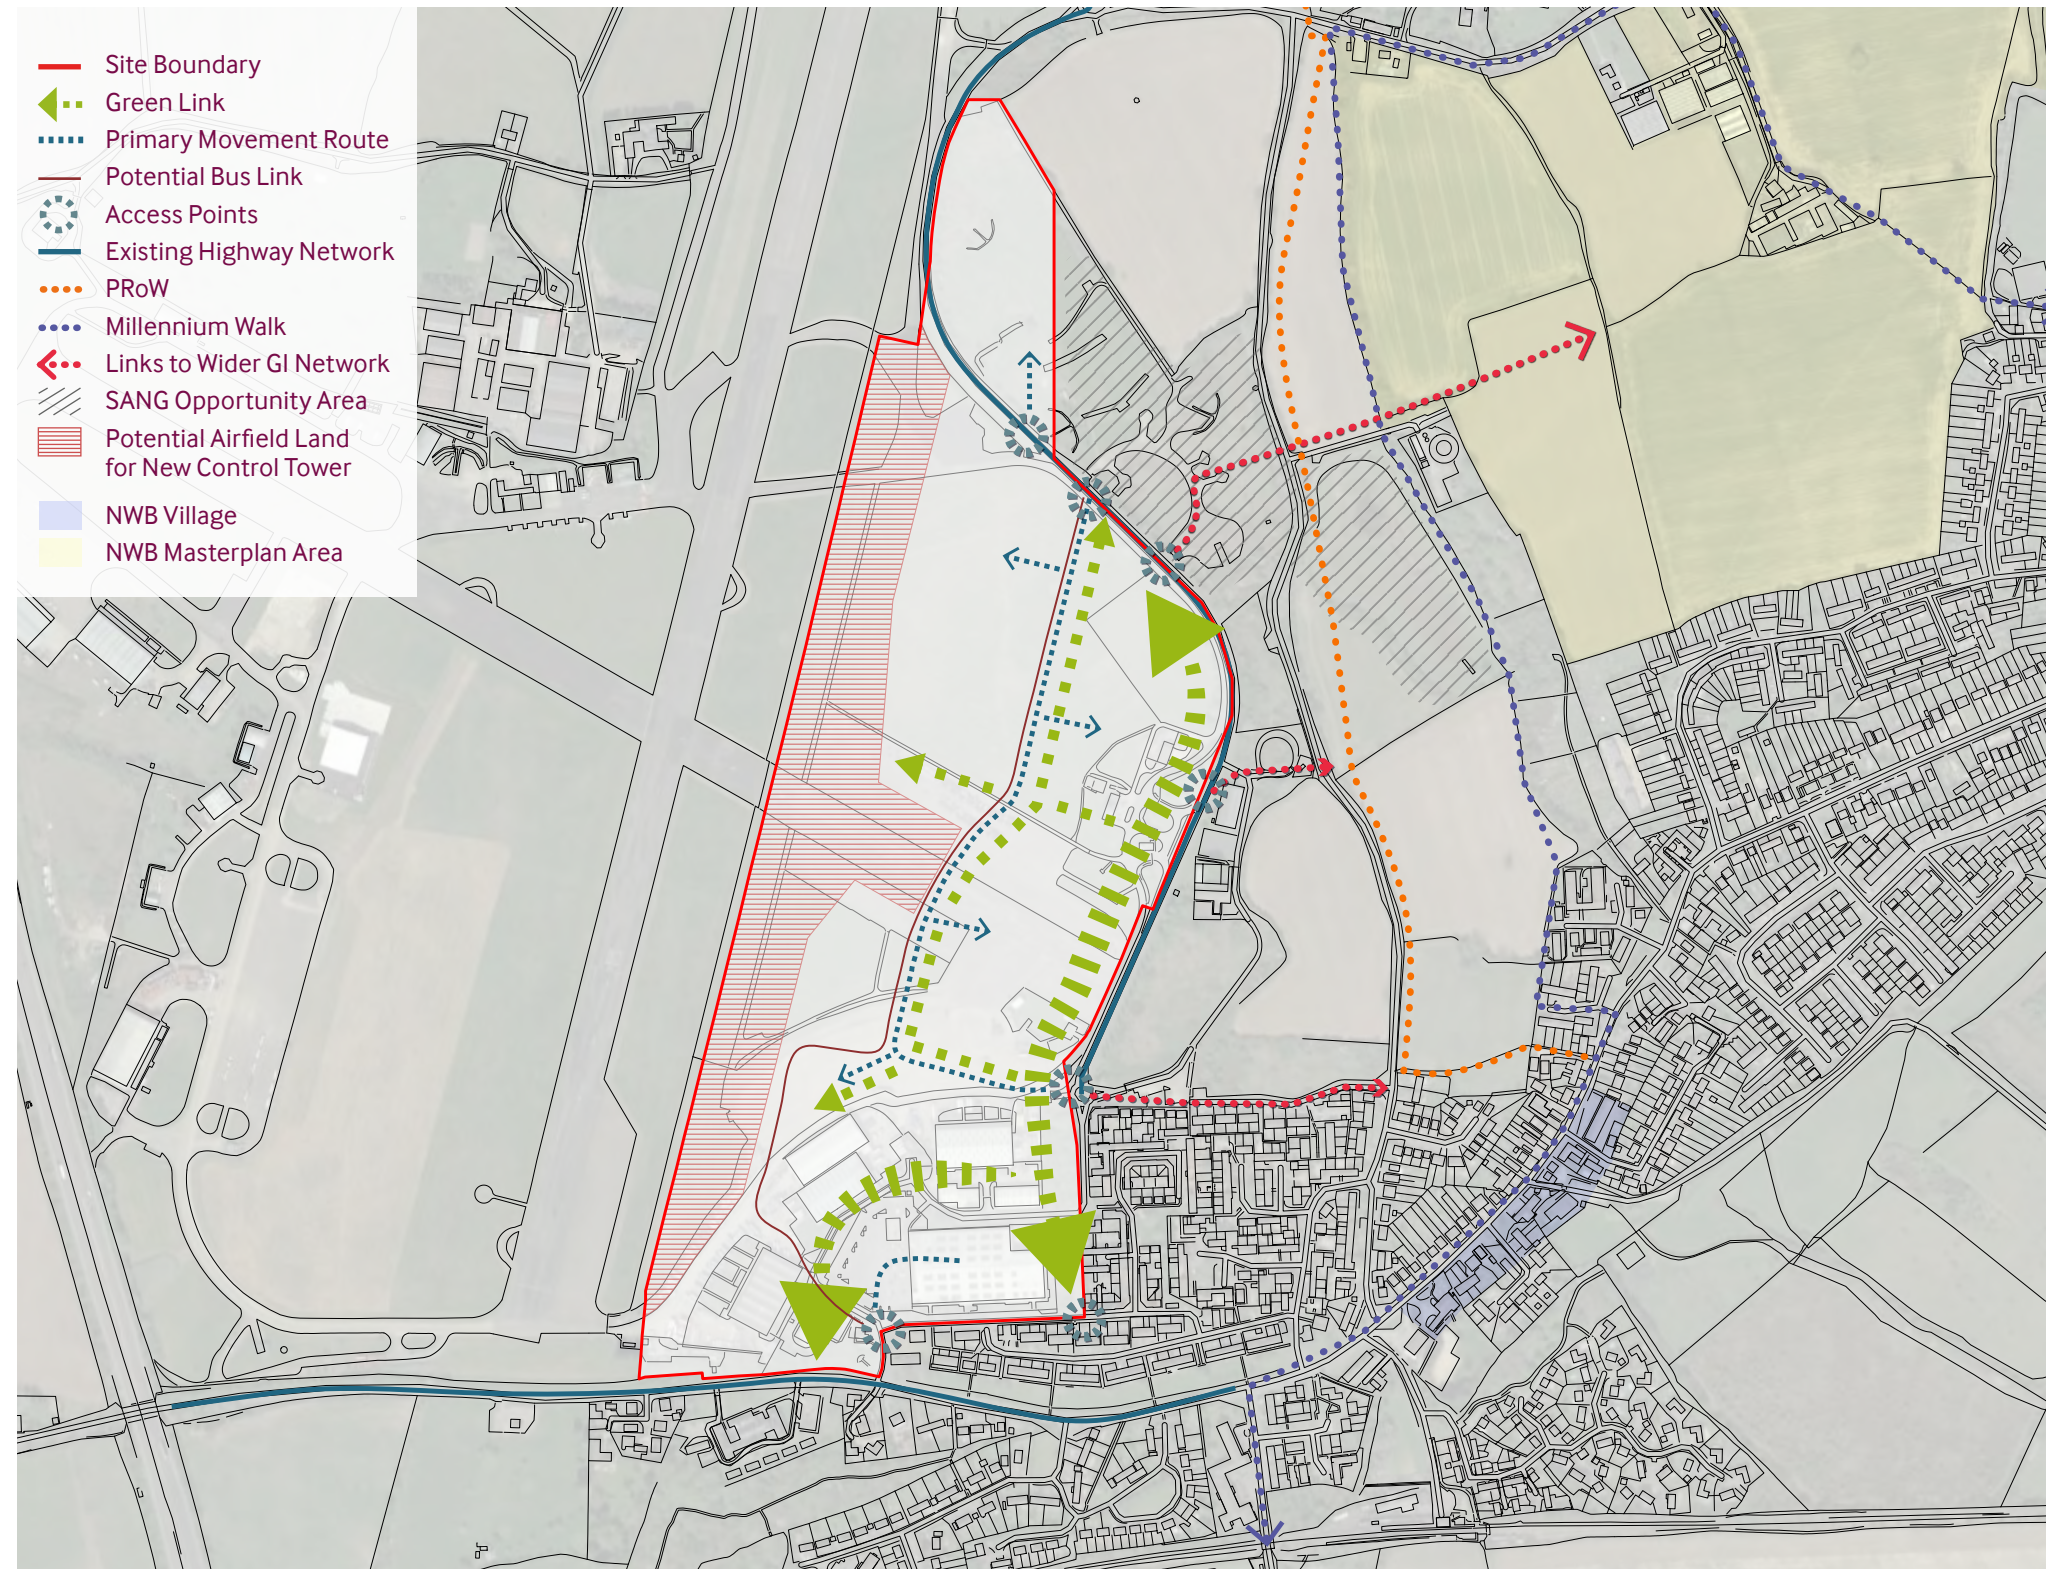 Site Boundary
Green Link
Primary Movement Route
Potential Bus Link
Access Points
Existing Highway Network
PRoW
Millennium Walk
Links to Wider GI Network
SANG Opportunity Area
Potential Airfield Land
for New Control Tower
NWB Village
NWB Masterplan Area